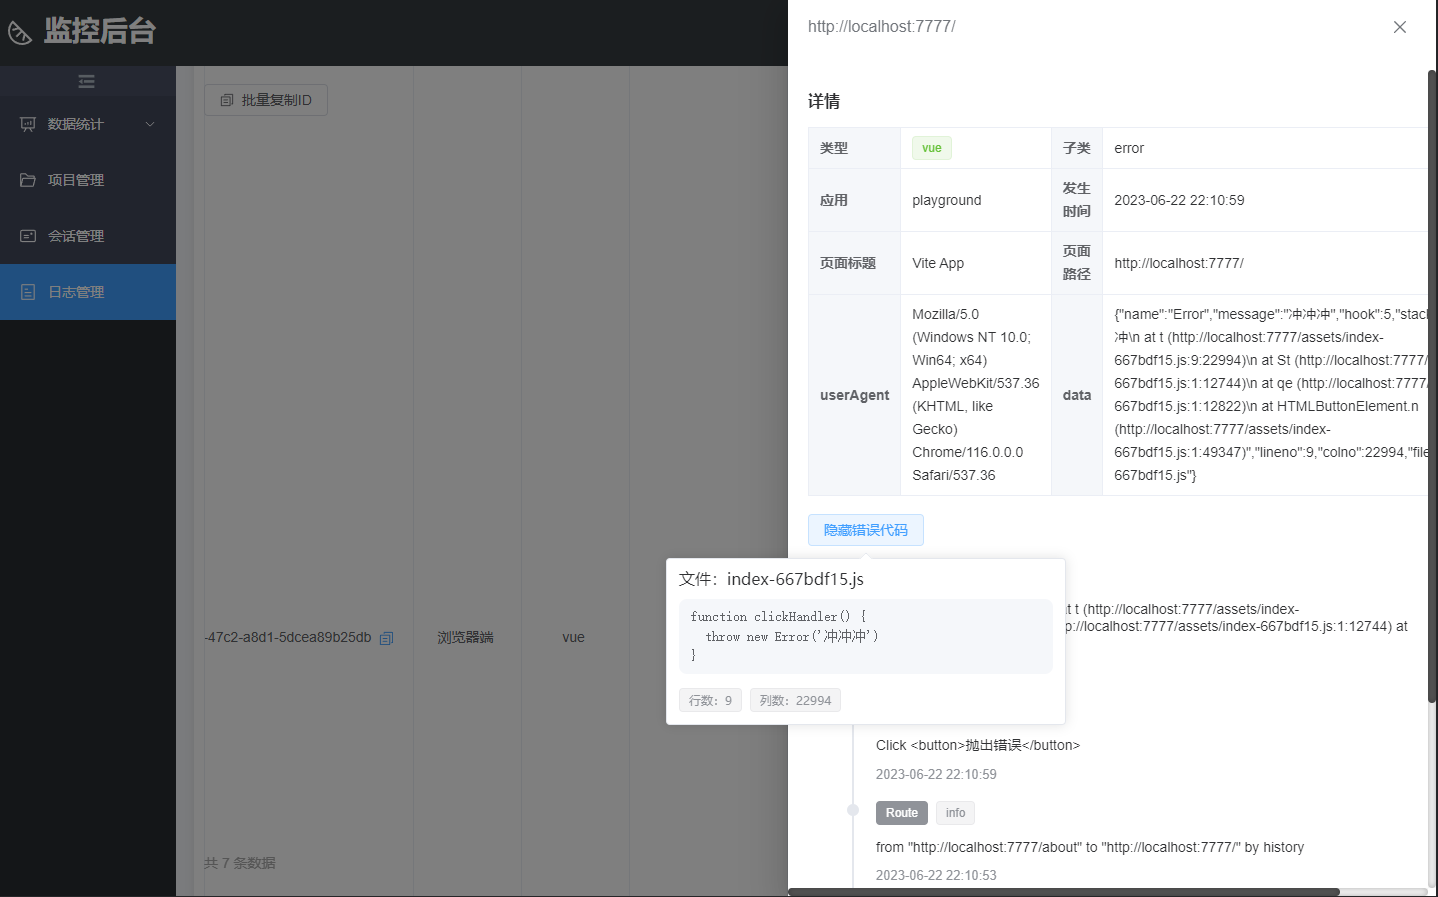 监控后台
http://localhost:7777/
批量复制ID
数据统计
项目管理
会话管理
日志管理
-47c2-a8d1-5dcea89b25db
浏览器端
vue
共 7 条数据
详情
类型
vue
子类
error
应用
playground
发生
时间
2023-06-22 22:10:59
页面标题
Vite App
页面
路径
http://localhost:7777/
userAgent
Mozilla/5.0
(Windows NT 10.0;
Win64; x64)
AppleWebKit/537.36
(KHTML, like
Gecko)
Chrome/116.0.0.0
Safari/537.36
data
{"name":"Error","message":"冲冲冲","hook":5,"stac
冲\n at t (http://localhost:7777/assets/index-
667bdf15.js:9:22994)\n at St (http://localhost:7777/
667bdf15.js:1:12744)\n at qe (http://localhost:7777/
667bdf15.js:1:12822)\n at HTMLButtonElement.n
(http://localhost:7777/assets/index-
667bdf15.js:1:49347)","lineno":9,"colno":22994,"file
667bdf15.js"}
隐藏错误代码
文件：index-667bdf15.js
function clickHandler() {
throw new Error('冲冲冲')
}
行数：9
列数：22994
t t (http://localhost:7777/assets/index-
p://localhost:7777/assets/index-667bdf15.js:1:12744) at
Click <button>抛出错误</button>
2023-06-22 22:10:59
Route
info
from "http://localhost:7777/about" to "http://localhost:7777/" by history
2023-06-22 22:10:53